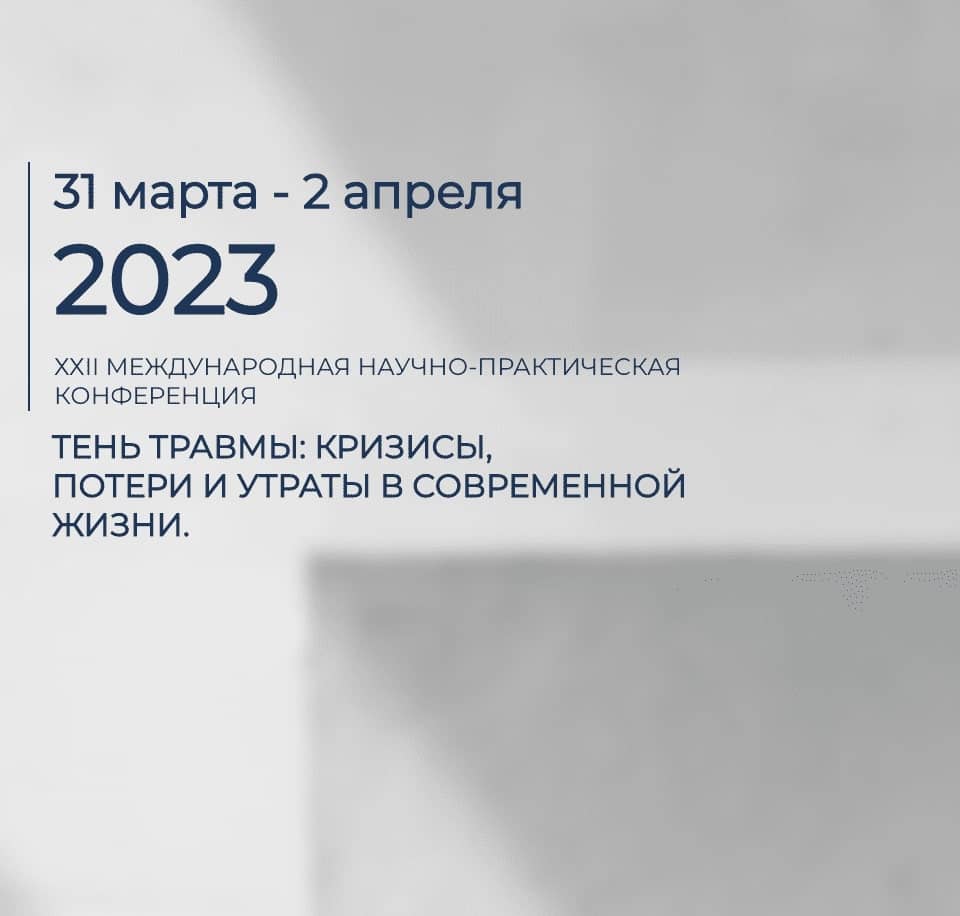 31 марта - 2 апреля
2023
XXII МЕЖДУНАРОДНАЯ НАУЧНО-ПРАКТИЧЕСКАЯ
КОНФЕРЕНЦИЯ
ТЕНЬ ТРАВМЫ: КРИЗИСЫ,
ПОТЕРИ И УТРАТЫ В СОВРЕМЕННОЙ
ЖИЗНИ.